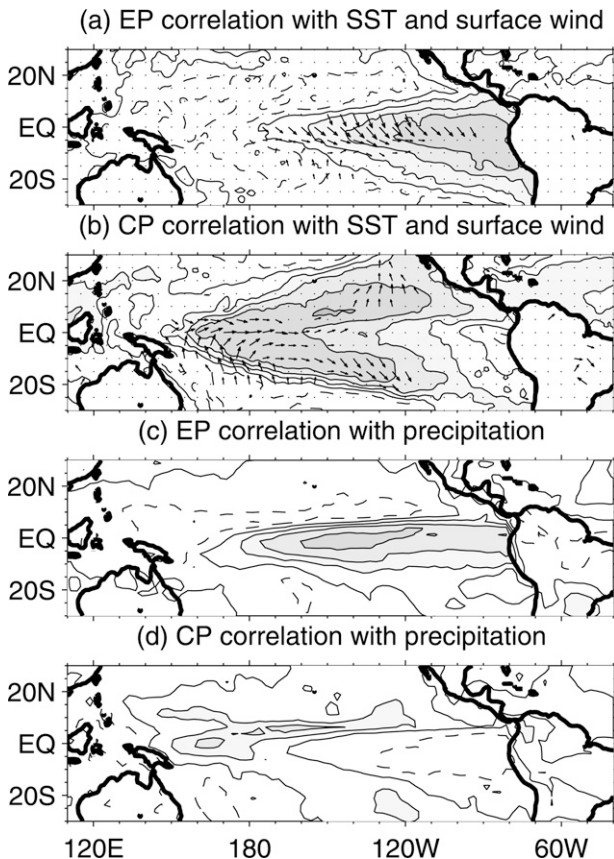 (a) EP correlation with SST and surface wind
20N
EQ
20S
(b) CP correlation with SST and surface wind
20N
EQ
20S
(c) EP correlation with precipitation
20N
EQ
20S
(d) CP correlation with precipitation
20N
EQ
20S
120E 180 120W 60W